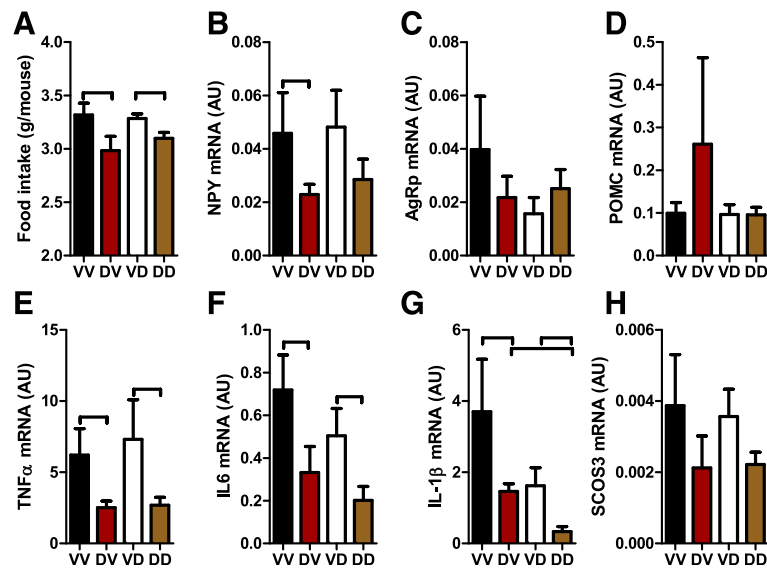 A
Food intake (g/mouse)
4.0
3.5
3.0
2.5
2.0
VV DV VD DD
B
NPY mRNA (AU)
0.08
0.06
0.04
0.02
0.00
VV DV VD DD
C
AgRp mRNA (AU)
0.08
0.06
0.04
0.02
0.00
VV DV VD DD
D
POMC mRNA (AU)
0.5
0.4
0.3
0.2
0.1
0.0
VV DV VD DD
E
TNFα mRNA (AU)
15
10
5
0
VV DV VD DD
F
IL6 mRNA (AU)
1.0
0.8
0.6
0.4
0.2
0.0
VV DV VD DD
G
IL-1β mRNA (AU)
6
4
2
0
VV DV VD DD
H
SCOS3 mRNA (AU)
0.006
0.004
0.002
0.000
VV DV VD DD